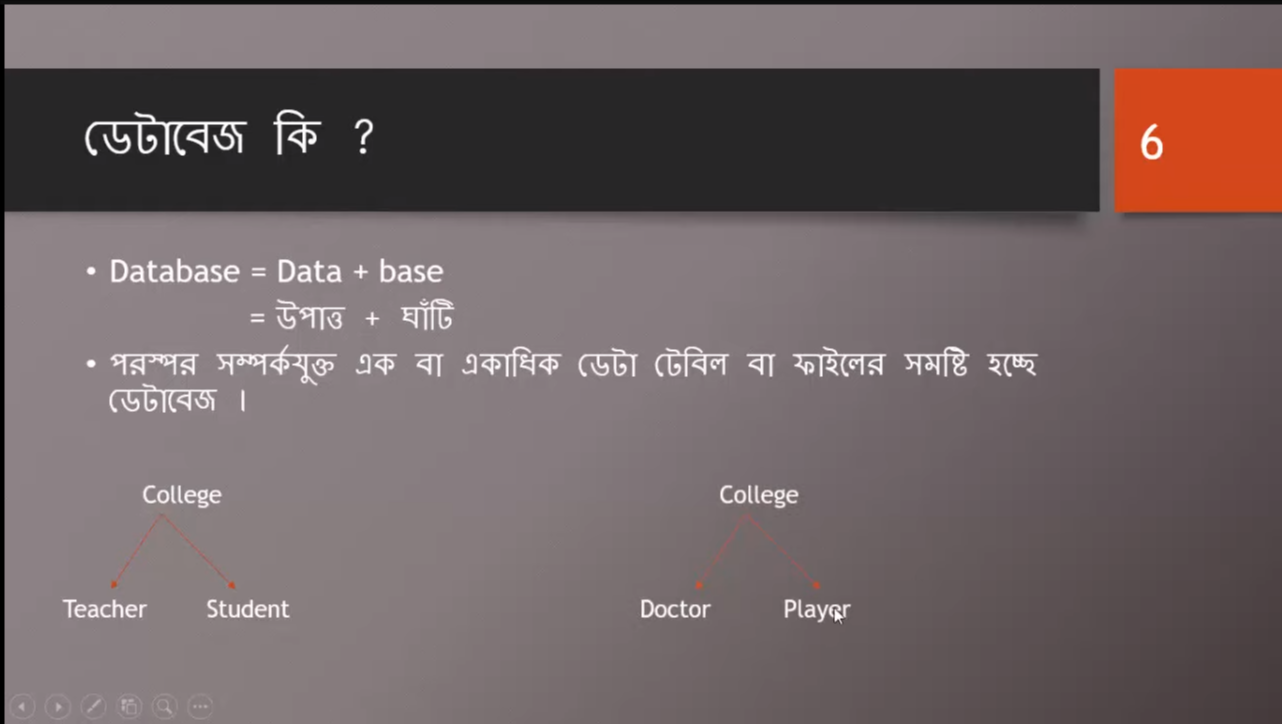 ডেটাবেজ কি ?
6
• Database = Data + base
= উপাত্ত + ঘাঁটি
• পরস্পর সম্পর্কযুক্ত এক বা একাধিক ডেটা টেবিল বা ফাইলের সমষ্টি হচ্ছে
ডেটাবেজ ।
College College
Teacher Student Doctor Player